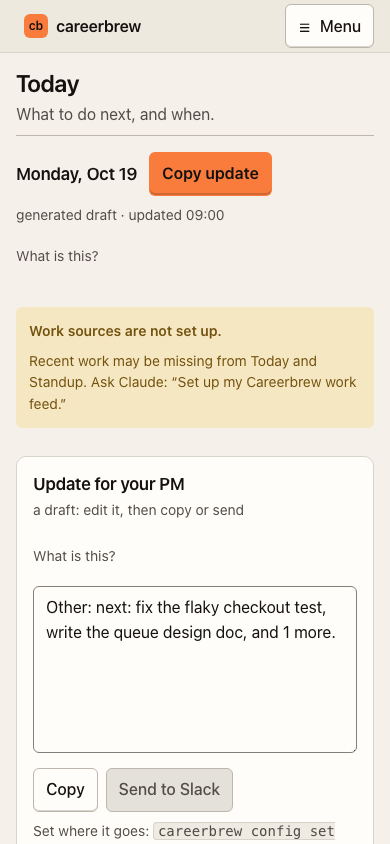 cb careerbrew
☰ Menu
Today
What to do next, and when.
Monday, Oct 19 Copy update
generated draft · updated 09:00
What is this?
Work sources are not set up.
Recent work may be missing from Today and
Standup. Ask Claude: “Set up my Careerbrew work
feed.”
Update for your PM
a draft: edit it, then copy or send
What is this?
Other: next: fix the flaky checkout test,
write the queue design doc, and 1 more.
Copy Send to Slack
Set where it goes: careerbrew config set